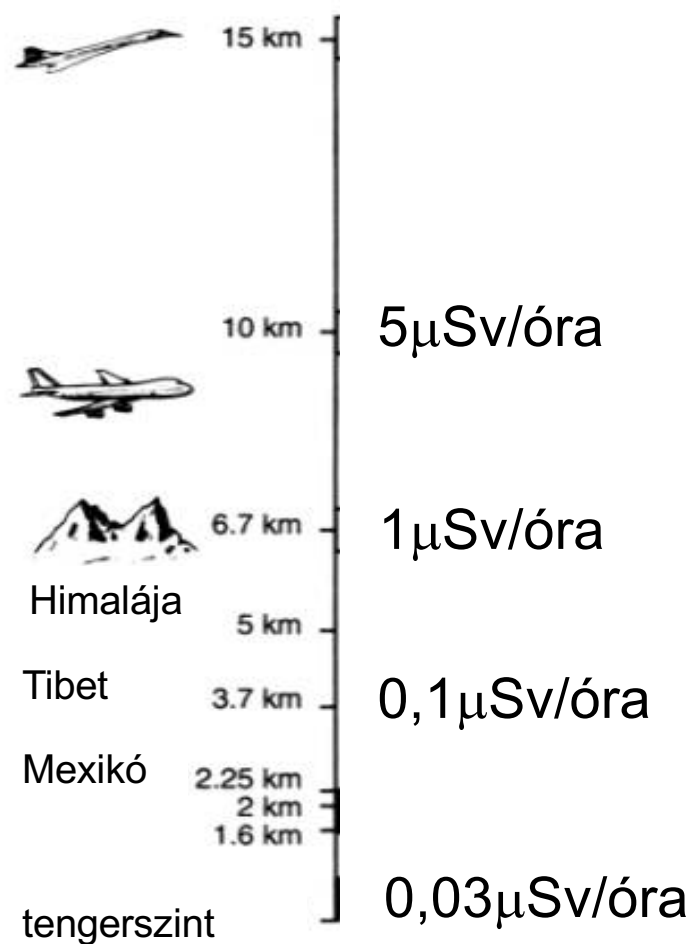 15 km
10 km 5μSv/óra
6.7 km 1μSv/óra
Himalája
5 km
Tibet
3.7 km 0,1μSv/óra
Mexikó
2.25 km
2 km
1.6 km
0,03μSv/óra
tengerszint